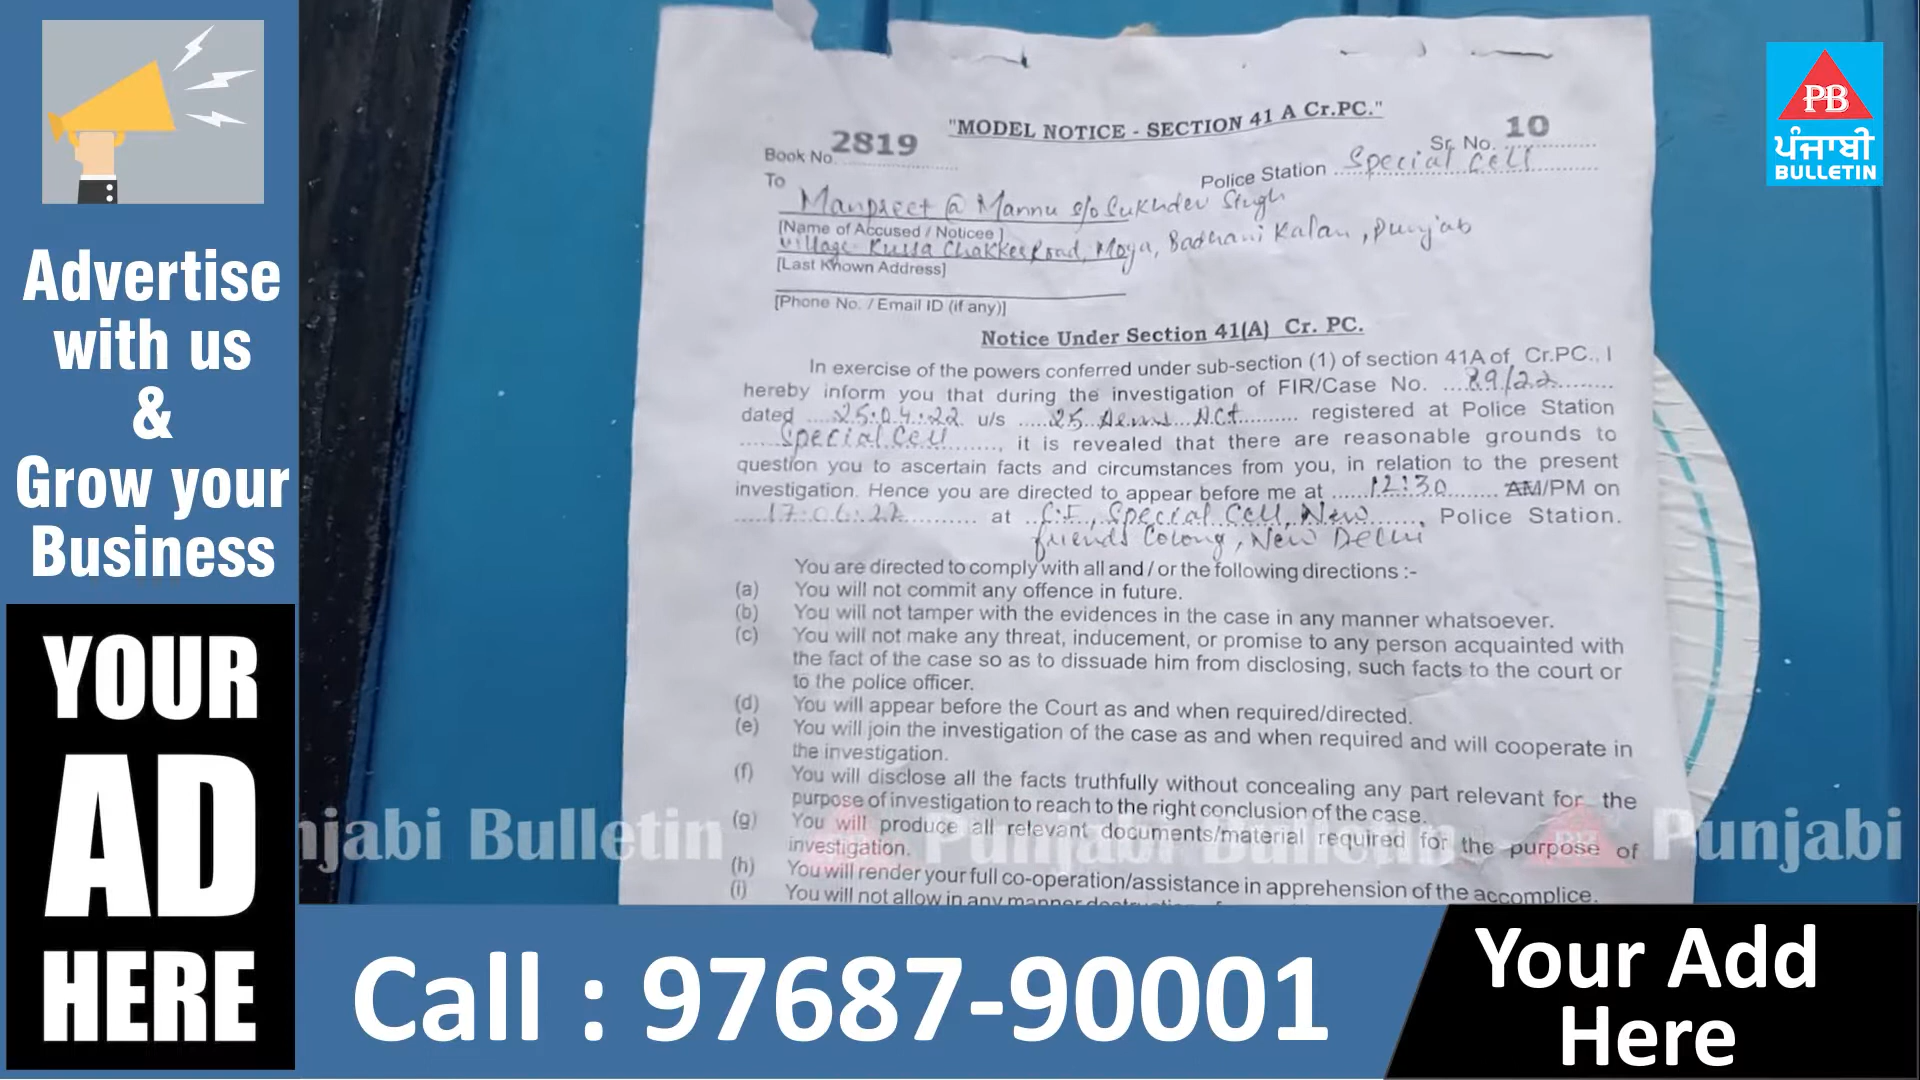 Advertise
with us
&
Grow your
Business
YOUR
AD
HERE
"MODEL NOTICE - SECTION 41 A Cr.PC."
Book No. 2819
Sr. No. 10
Police Station Special Cell
To
Manpreet @ Mannu s/o Sukhdev Singh
[Name of Accused / Noticee ]
Village Kussa Chakker Road, Moga, Badhani Kalan, Punjab
[Last Known Address]
[Phone No. / Email ID (if any)]
Notice Under Section 41(A) Cr. PC.
In exercise of the powers conferred under sub-section (1) of section 41A of Cr.PC., I
hereby inform you that during the investigation of FIR/Case No. ...89/22........
dated ....25.04.22. u/s .....25 Arms Act.......... registered at Police Station
......Special Cell........., it is revealed that there are reasonable grounds to
question you to ascertain facts and circumstances from you, in relation to the present
investigation. Hence you are directed to appear before me at ......12:30........ AM/PM on
.....17.06.22............ at ..C.I, Special Cell, New........, Police Station.
friends Colony, New Delhi
You are directed to comply with all and / or the following directions :-
(a) You will not commit any offence in future.
(b) You will not tamper with the evidences in the case in any manner whatsoever.
(c) You will not make any threat, inducement, or promise to any person acquainted with
the fact of the case so as to dissuade him from disclosing, such facts to the court or
to the police officer.
(d) You will appear before the Court as and when required/directed.
(e) You will join the investigation of the case as and when required and will cooperate in
the investigation.
(f) You will disclose all the facts truthfully without concealing any part relevant for the
purpose of investigation to reach to the right conclusion of the case.
(g) You will produce all relevant documents/material required for the purpose of
investigation.
(h) You will render your full co-operation/assistance in apprehension of the accomplice.
(i) You will not allow in any manner
PB
ਪੰਜਾਬੀ
BULLETIN
njabi Bulletin Punjabi Bulletin Punjabi
Call : 97687-90001
Your Add
Here